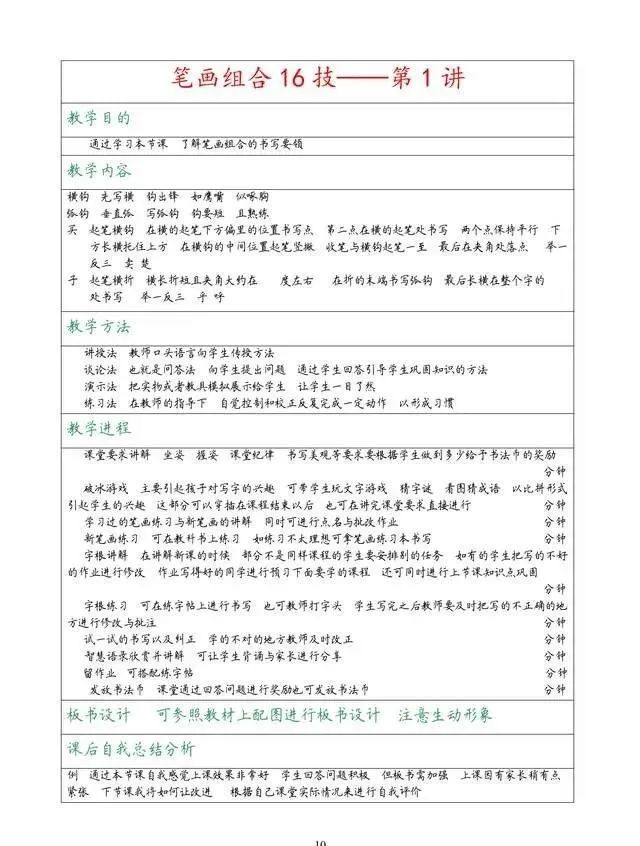 笔画组合16技——第1讲
教学目的
通过学习本节课 了解笔画组合的书写要领
教学内容
横钩 先写横 钩出锋 如鹰嘴 似啄胸
弧钩 垂直弧 写弧钩 钩要短 且熟练
买 起笔横钩 在横的起笔下方偏里的位置书写点 第二点在横的起笔处书写 两个点保持平行 下
方长横托住上方 在横钩的中间位置起笔竖撇 收笔与横钩起笔一至 最后在夹角处落点 举一
反三 卖 楚
子 起笔横折 横长折短且夹角大约在 度左右 在折的末端书写弧钩 最后长横在整个字的
处书写 举一反三 乎 呼
教学方法
讲授法 教师口头语言向学生传授方法
谈论法 也就是问答法 向学生提出问题 通过学生回答引导学生巩固知识的方法
演示法 把实物或者教具模拟展示给学生 让学生一目了然
练习法 在教师的指导下 自觉控制和校正反复完成一定动作 以形成习惯
教学进程
课堂要求讲解 坐姿 握姿 课堂纪律 书写美观等要求要根据学生做到多少给予书法币的奖励
分钟
破冰游戏 主要引起孩子对写字的兴趣 可带学生玩文字游戏 猜字谜 看图猜成语 以比拼形式
引起学生的兴趣 这部分可以穿插在课程结束以后 也可在讲完课堂要求直接进行 分钟
学习过的笔画练习与新笔画的讲解 同时可进行点名与批改作业 分钟
新笔画练习 可在教科书上练习 如练习不太理想可拿笔画练习本书写 分钟
字根讲解 在讲解新课的时候 部分不是同样课程的学生要安排别的任务 如有的学生把写的不好
的作业进行修改 作业写得好的同学进行预习下面要学的课程 还可同时进行上节课知识点巩固
分钟
字根练习 可在练字帖上进行书写 也可教师打字头 学生写完之后教师要及时把写的不正确的地
方进行修改与批注 分钟
试一试的书写以及纠正 学的不对的地方教师及时改正 分钟
智慧语录欣赏并讲解 可让学生背诵与家长进行分享 分钟
留作业 可搭配练字帖 分钟
发放书法币 课堂通过回答问题进行奖励也可发放书法币 分钟
板书设计 可参照教材上配图进行板书设计 注意生动形象
课后自我总结分析
例 通过本节课自我感觉上课效果非常好 学生回答问题积极 但板书需加强 上课因有家长稍有点
紧张 下节课我将如何让改进 根据自己课堂实际情况来进行自我评价
10